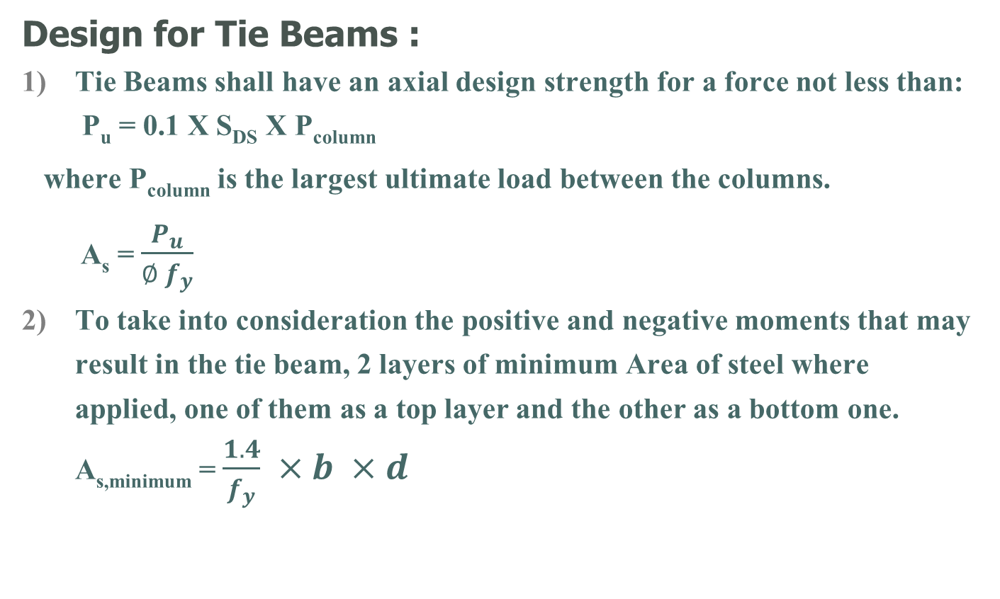 Design for Tie Beams :
1) Tie Beams shall have an axial design strength for a force not less than:
Pu = 0.1 X SDS X Pcolumn
where Pcolumn is the largest ultimate load between the columns.
As = Pu / ∅ fy
2) To take into consideration the positive and negative moments that may
result in the tie beam, 2 layers of minimum Area of steel where
applied, one of them as a top layer and the other as a bottom one.
As,minimum = 1.4 / fy × b × d